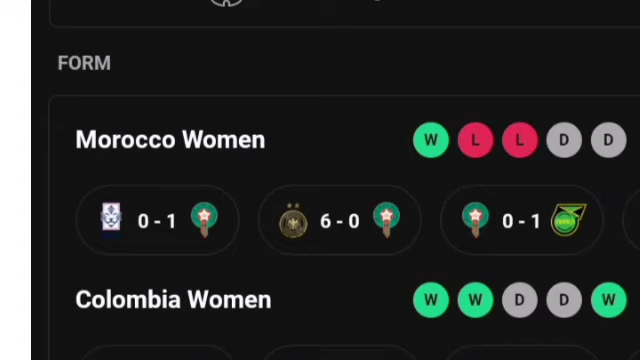 FORM
Morocco Women W L L D D
0 - 1 6 - 0 0 - 1
Colombia Women W W D D W